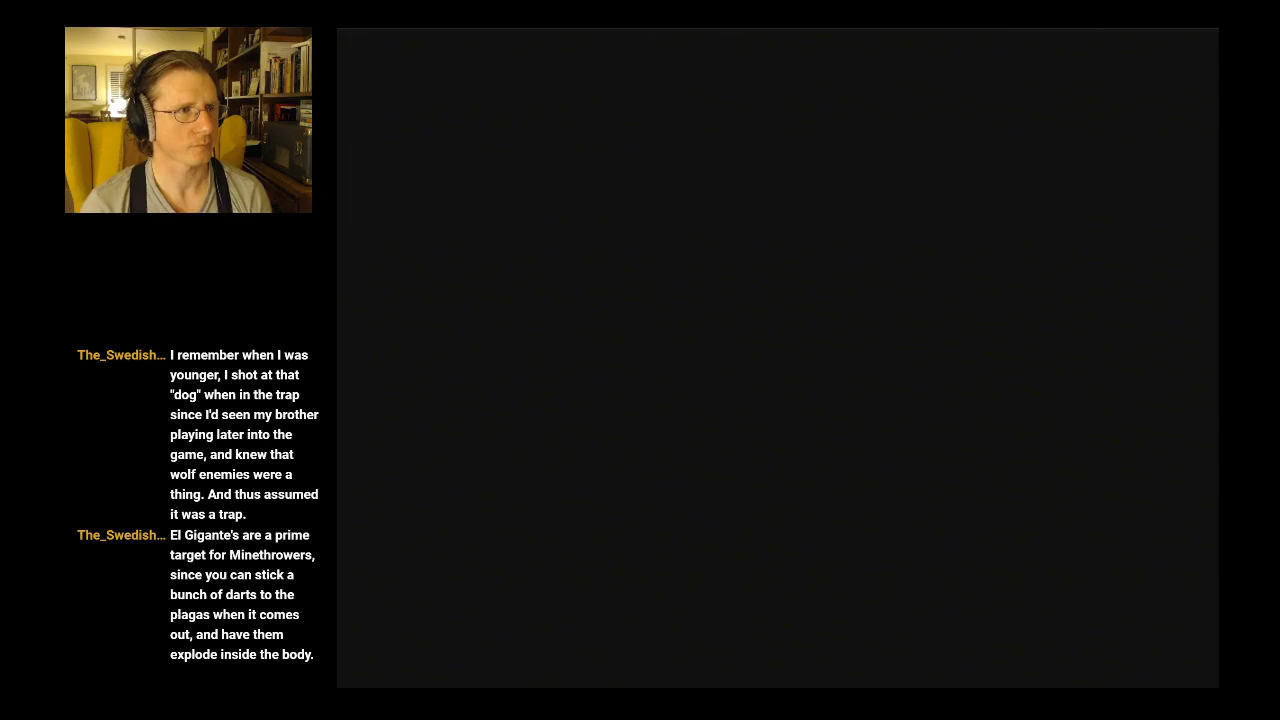 The_Swedish... I remember when I was
younger, I shot at that
"dog" when in the trap
since I'd seen my brother
playing later into the
game, and knew that
wolf enemies were a
thing. And thus assumed
it was a trap.
The_Swedish... El Gigante's are a prime
target for Minethrowers,
since you can stick a
bunch of darts to the
plagas when it comes
out, and have them
explode inside the body.